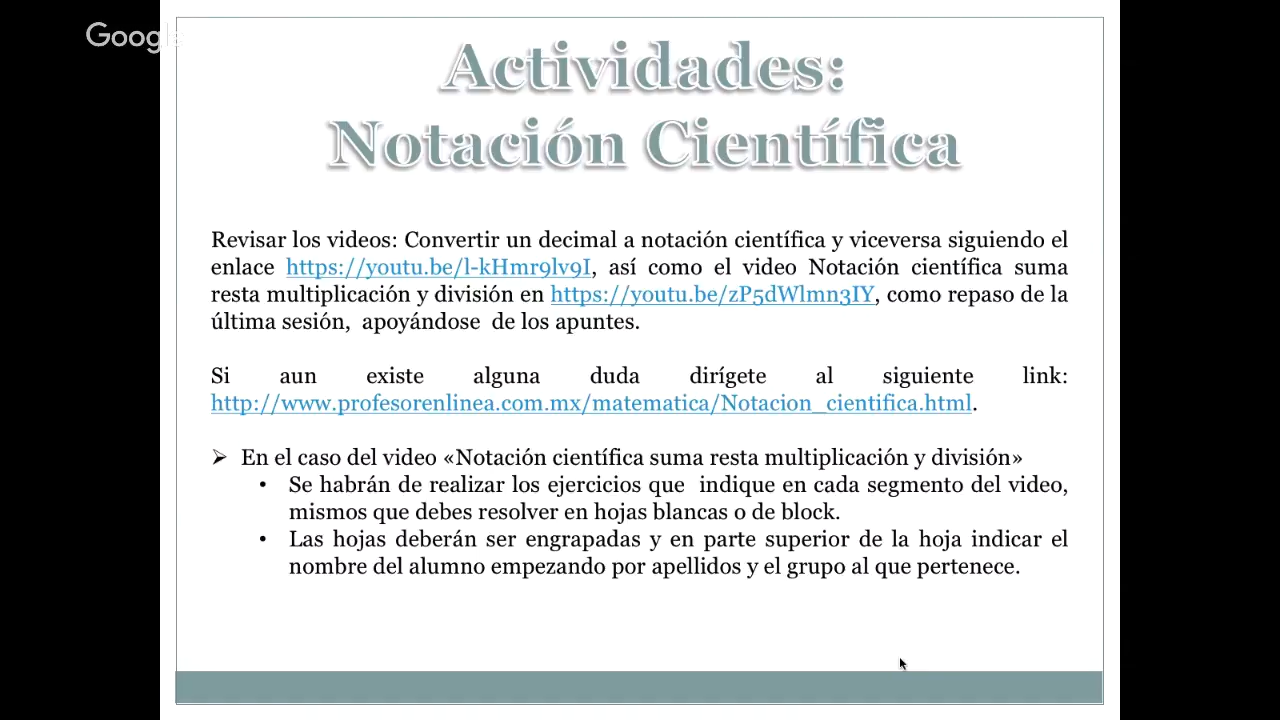 Google
Actividades:
Notación Científica
Revisar los videos: Convertir un decimal a notación científica y viceversa siguiendo el
enlace https://youtu.be/l-kHmr9lv9I, así como el video Notación científica suma
resta multiplicación y división en https://youtu.be/zP5dWlmn3IY, como repaso de la
última sesión, apoyándose de los apuntes.
Si aun existe alguna duda dirígete al siguiente link:
http://www.profesorenlinea.com.mx/matematica/Notacion_cientifica.html.
➢ En el caso del video «Notación científica suma resta multiplicación y división»
• Se habrán de realizar los ejercicios que indique en cada segmento del video,
mismos que debes resolver en hojas blancas o de block.
• Las hojas deberán ser engrapadas y en parte superior de la hoja indicar el
nombre del alumno empezando por apellidos y el grupo al que pertenece.